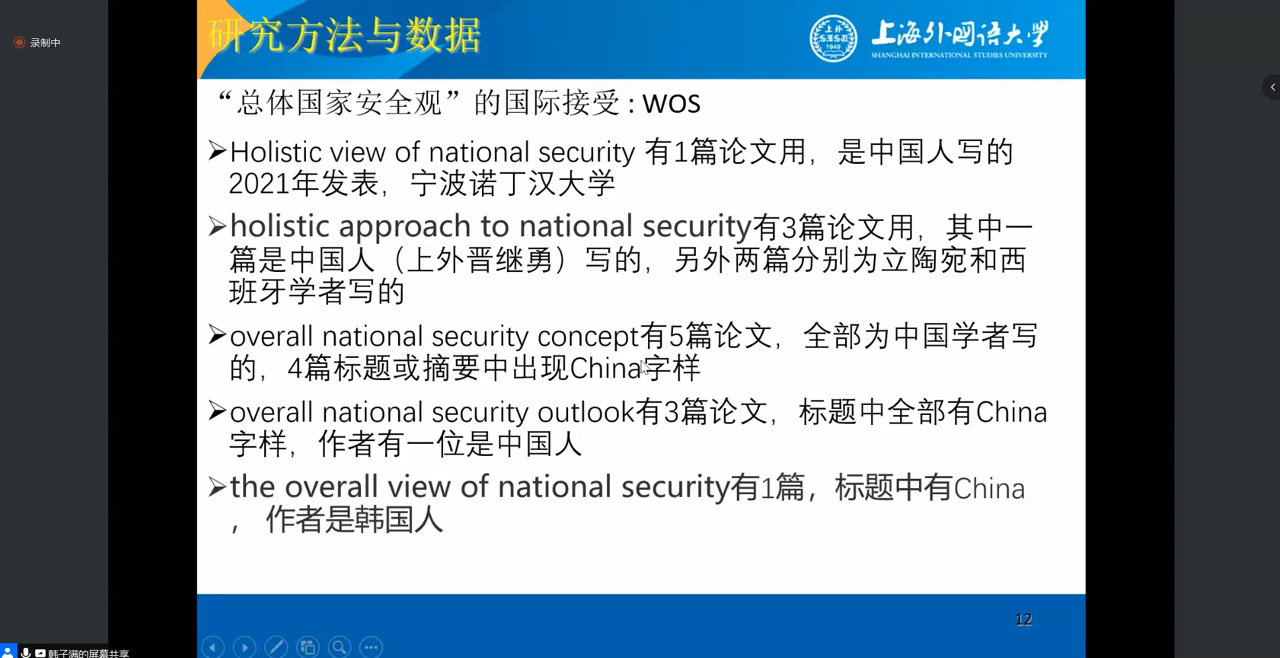 录制中
研究方法与数据
上外
SISU
1949
上海外国语大学
SHANGHAI INTERNATIONAL STUDIES UNIVERSITY
“总体国家安全观”的国际接受：WOS
➢Holistic view of national security 有1篇论文用，是中国人写的
2021年发表，宁波诺丁汉大学
➢holistic approach to national security有3篇论文用，其中一
篇是中国人（上外晋继勇）写的，另外两篇分别为立陶宛和西
班牙学者写的
➢overall national security concept有5篇论文，全部为中国学者写
的，4篇标题或摘要中出现China字样
➢overall national security outlook有3篇论文，标题中全部有China
字样，作者有一位是中国人
➢the overall view of national security有1篇，标题中有China
，作者是韩国人
12
韩子满的屏幕共享